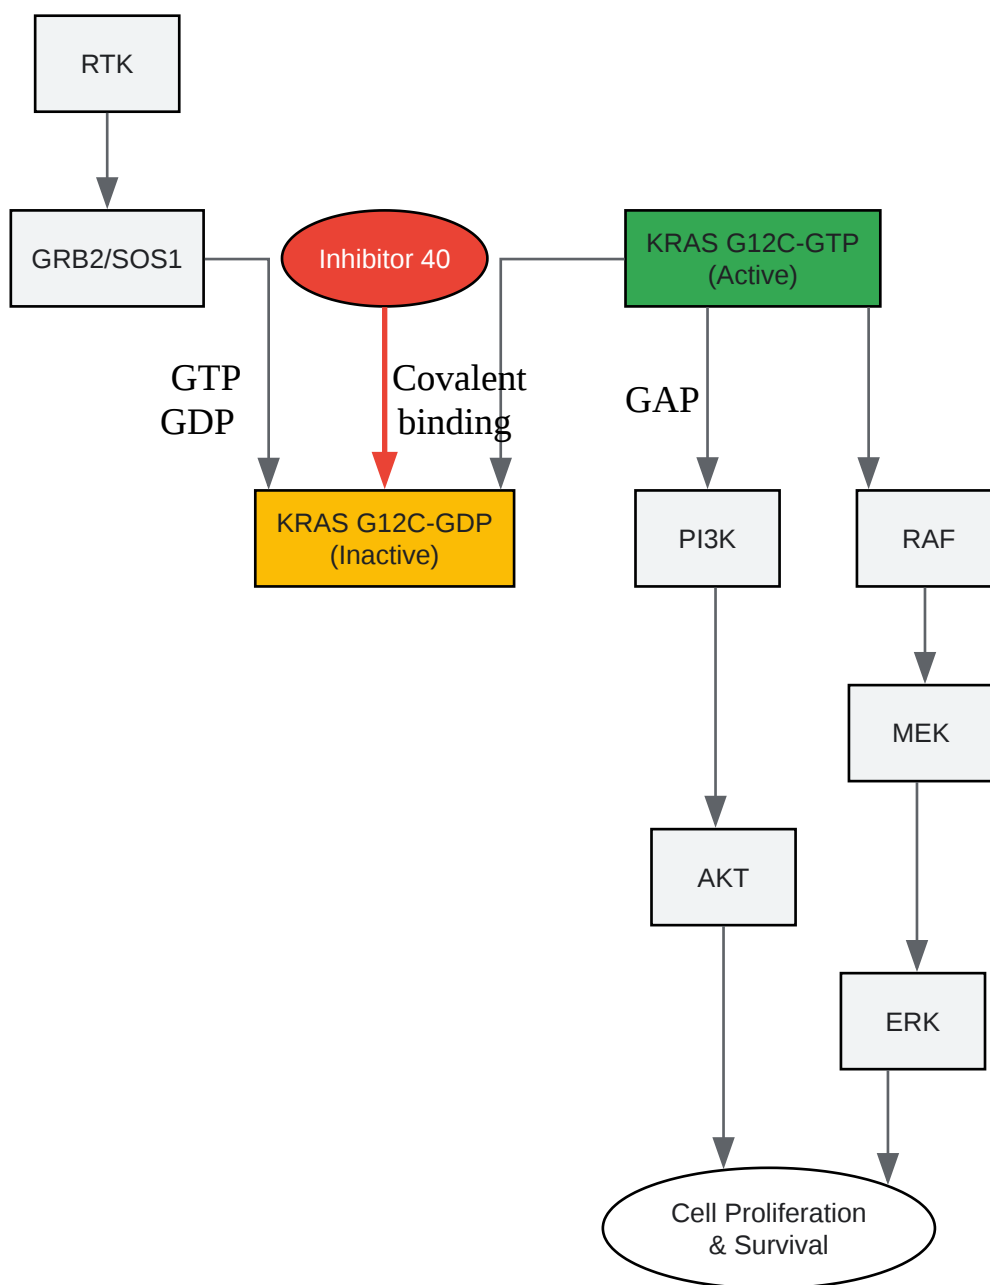 RTK
GRB2/SOS1
Inhibitor 40
KRAS G12C-GTP
(Active)
GTP
GDP
Covalent
binding
GAP
KRAS G12C-GDP
(Inactive)
PI3K
RAF
MEK
AKT
ERK
Cell Proliferation
& Survival